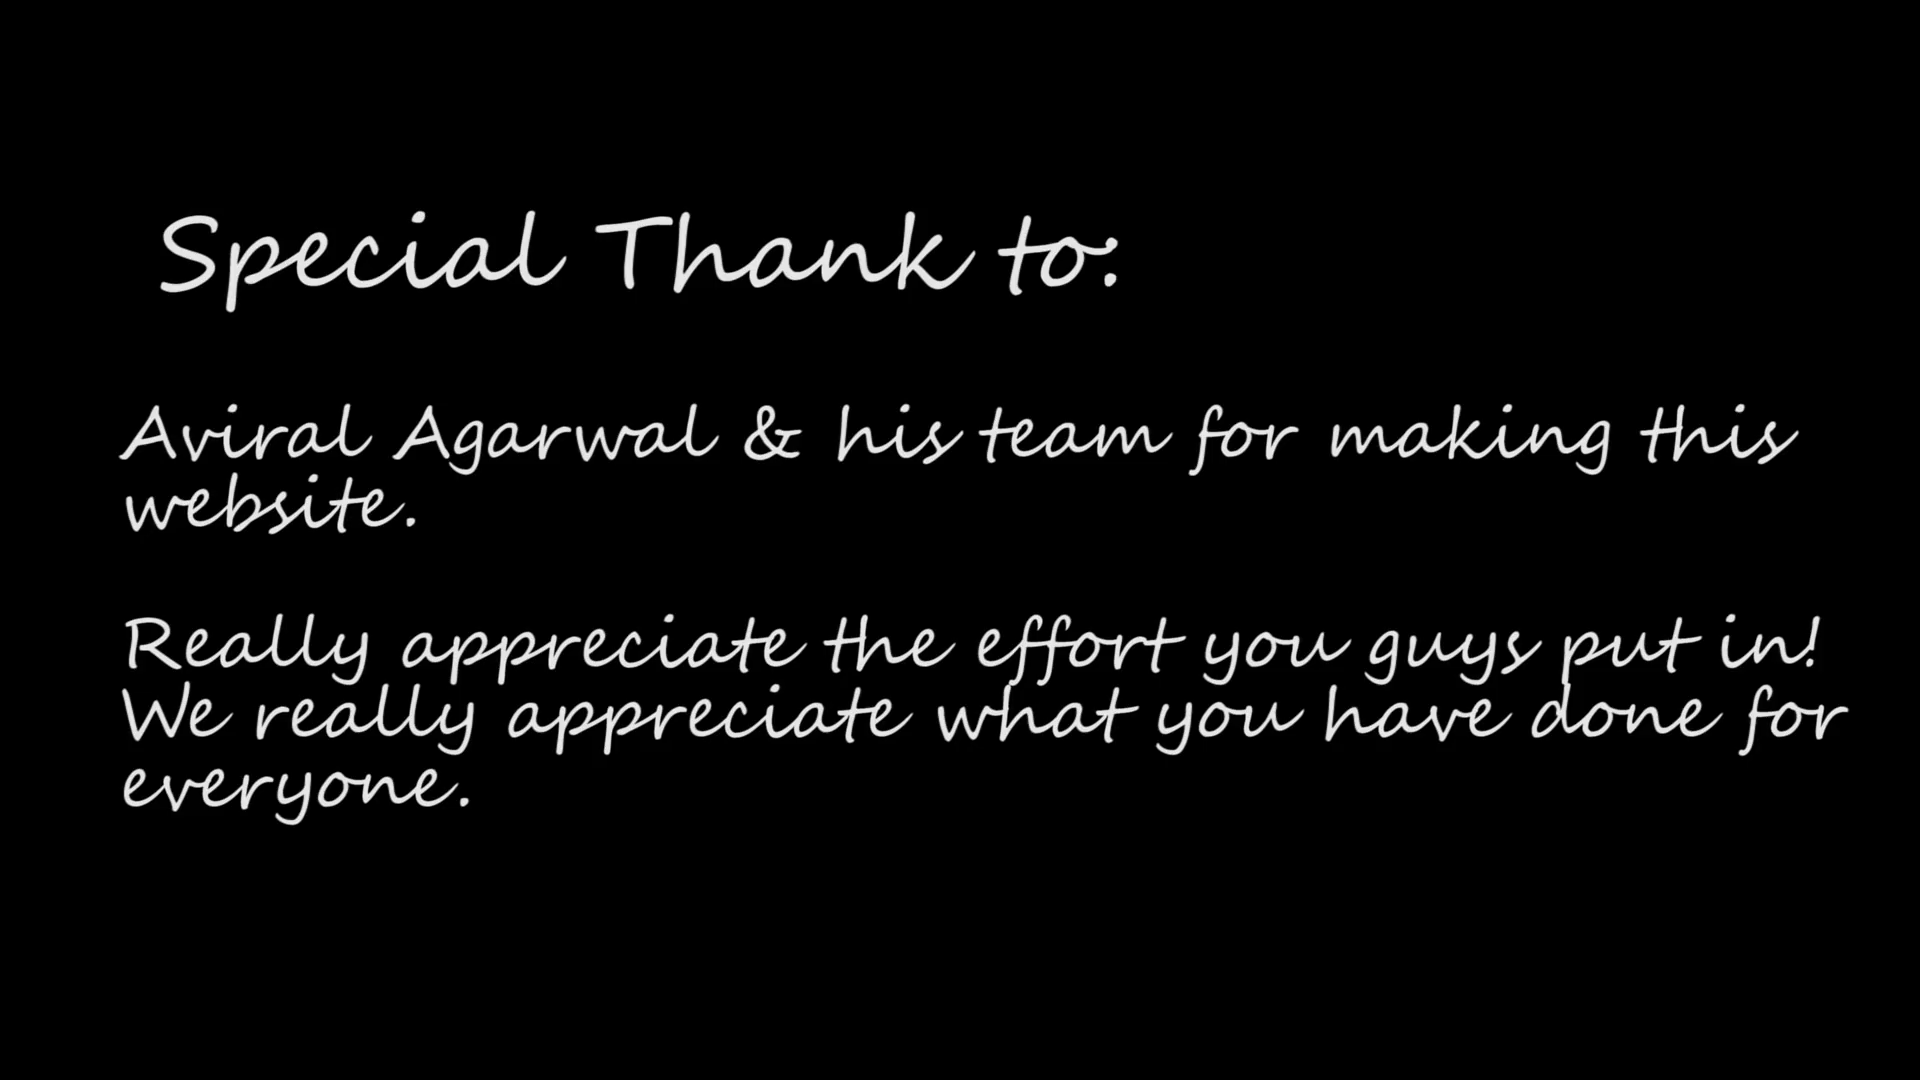 Special Thank to:
Aviral Agarwal & his team for making this
website.
Really appreciate the effort you guys put in!
We really appreciate what you have done for
everyone.